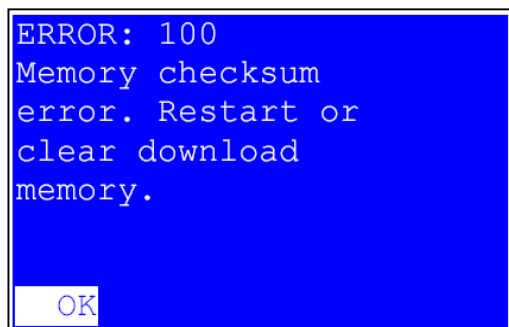 ERROR: 100
Memory checksum
error. Restart or
clear download
memory.
OK